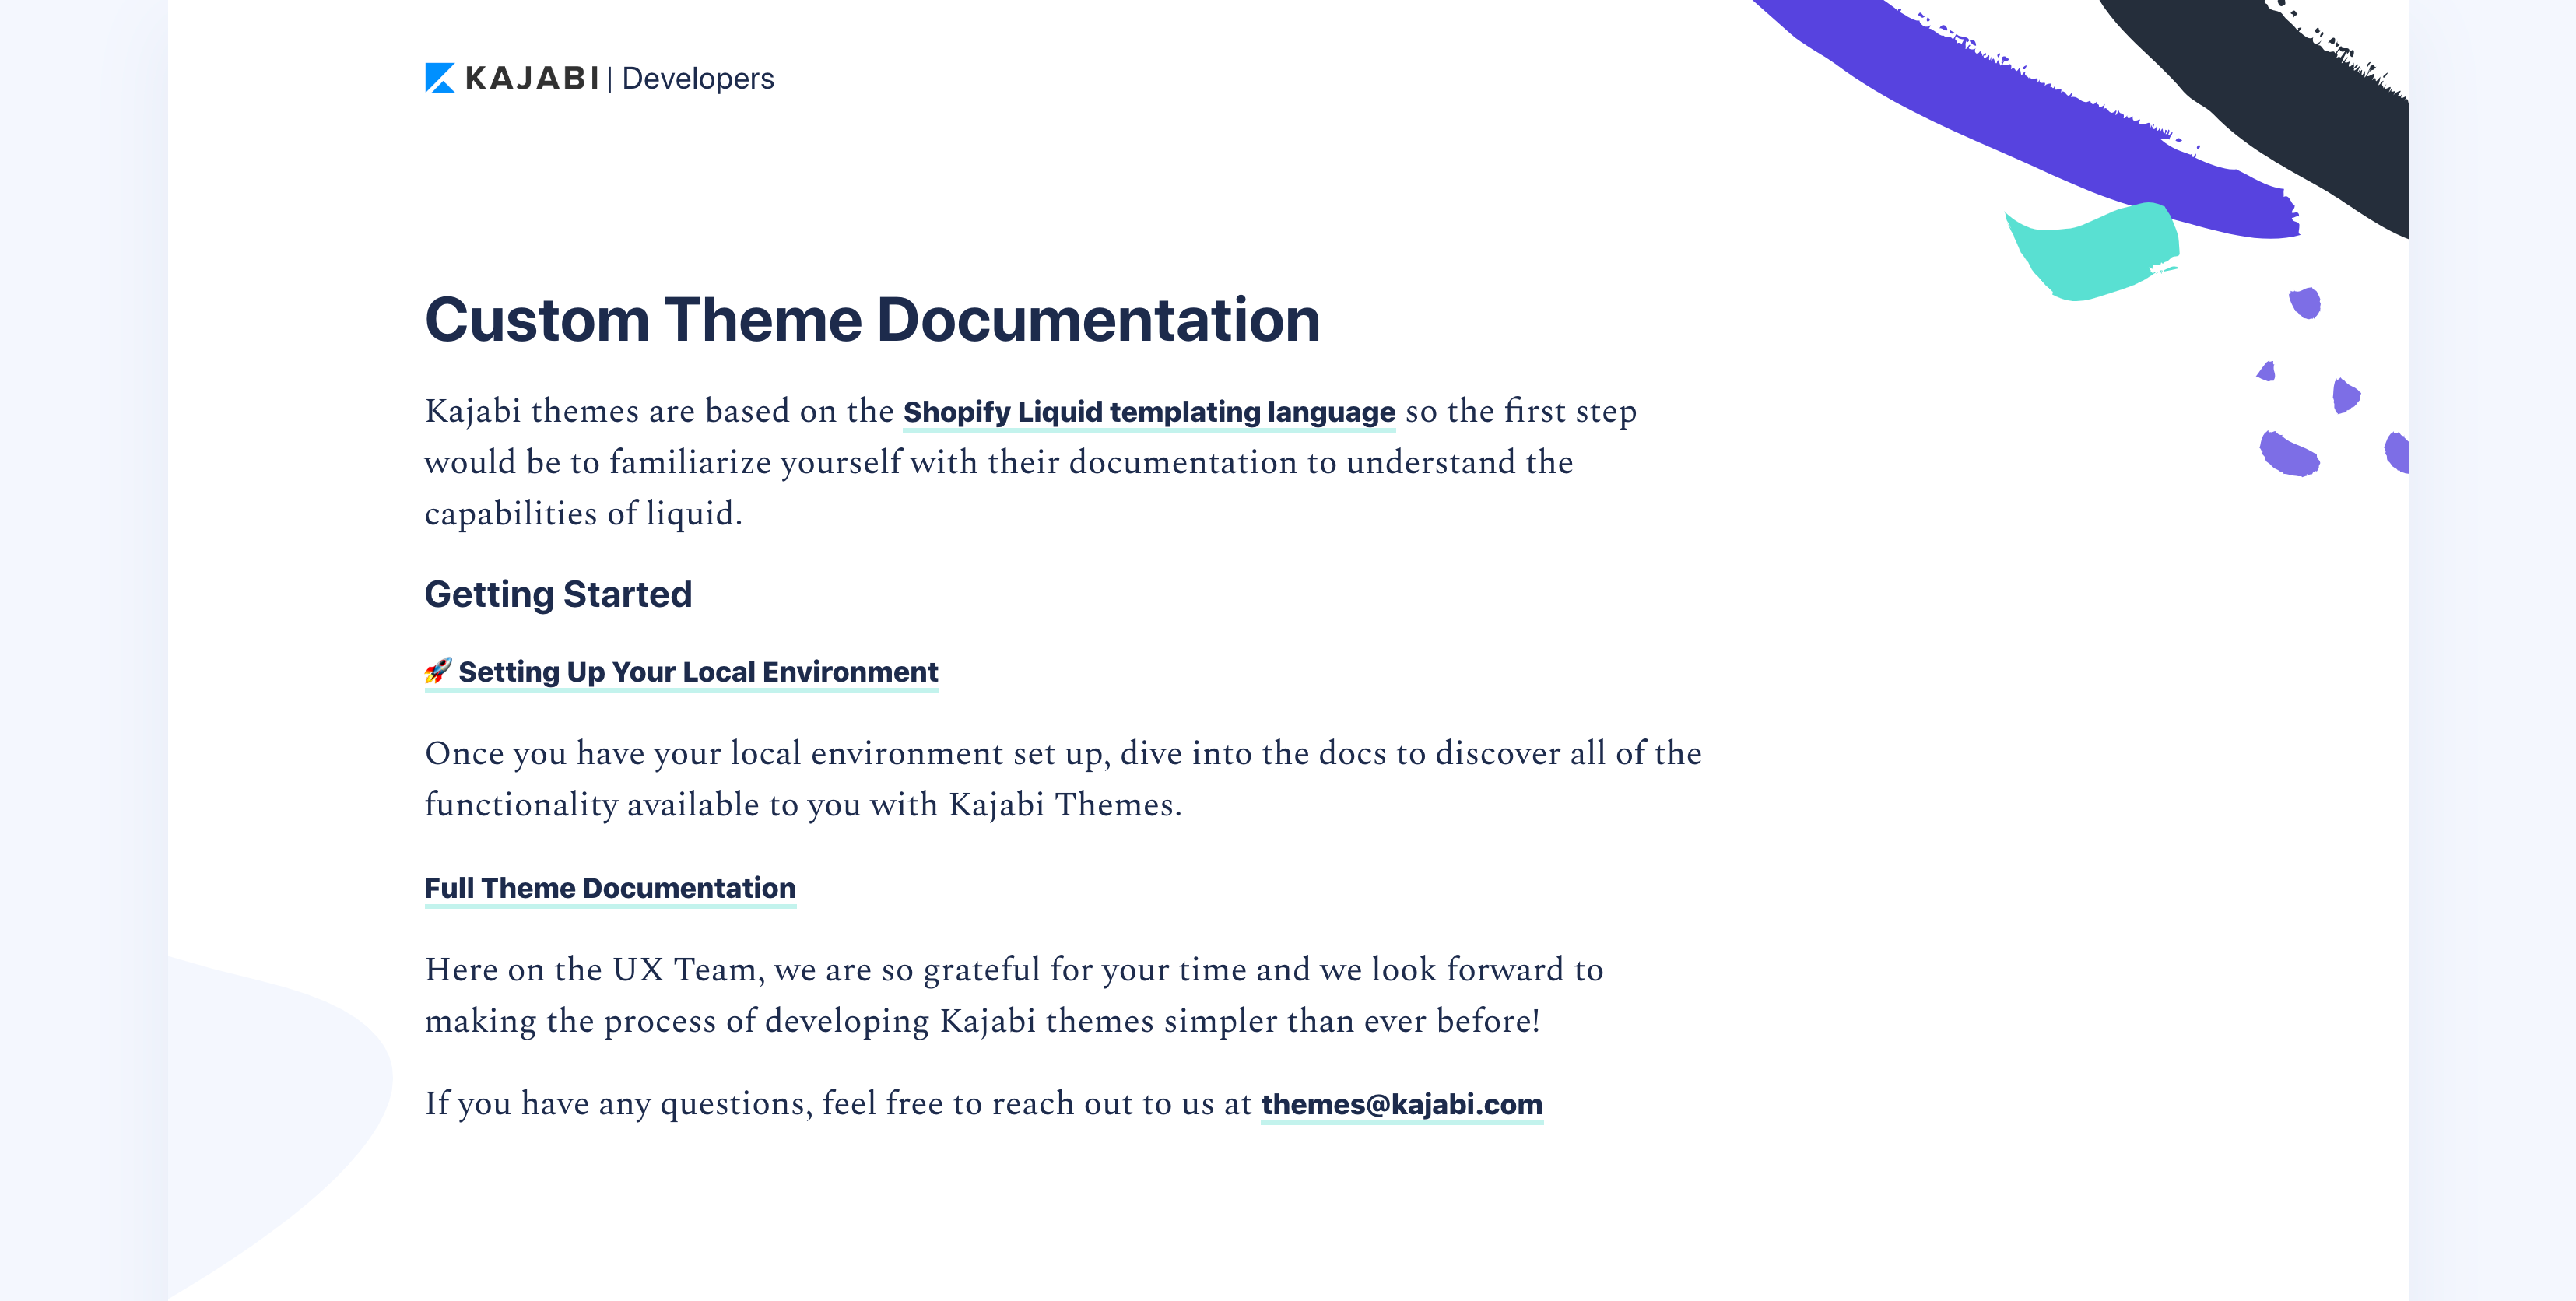 KAJABI | Developers
Custom Theme Documentation
Kajabi themes are based on the Shopify Liquid templating language so the first step
would be to familiarize yourself with their documentation to understand the
capabilities of liquid.
Getting Started
🚀 Setting Up Your Local Environment
Once you have your local environment set up, dive into the docs to discover all of the
functionality available to you with Kajabi Themes.
Full Theme Documentation
Here on the UX Team, we are so grateful for your time and we look forward to
making the process of developing Kajabi themes simpler than ever before!
If you have any questions, feel free to reach out to us at themes@kajabi.com